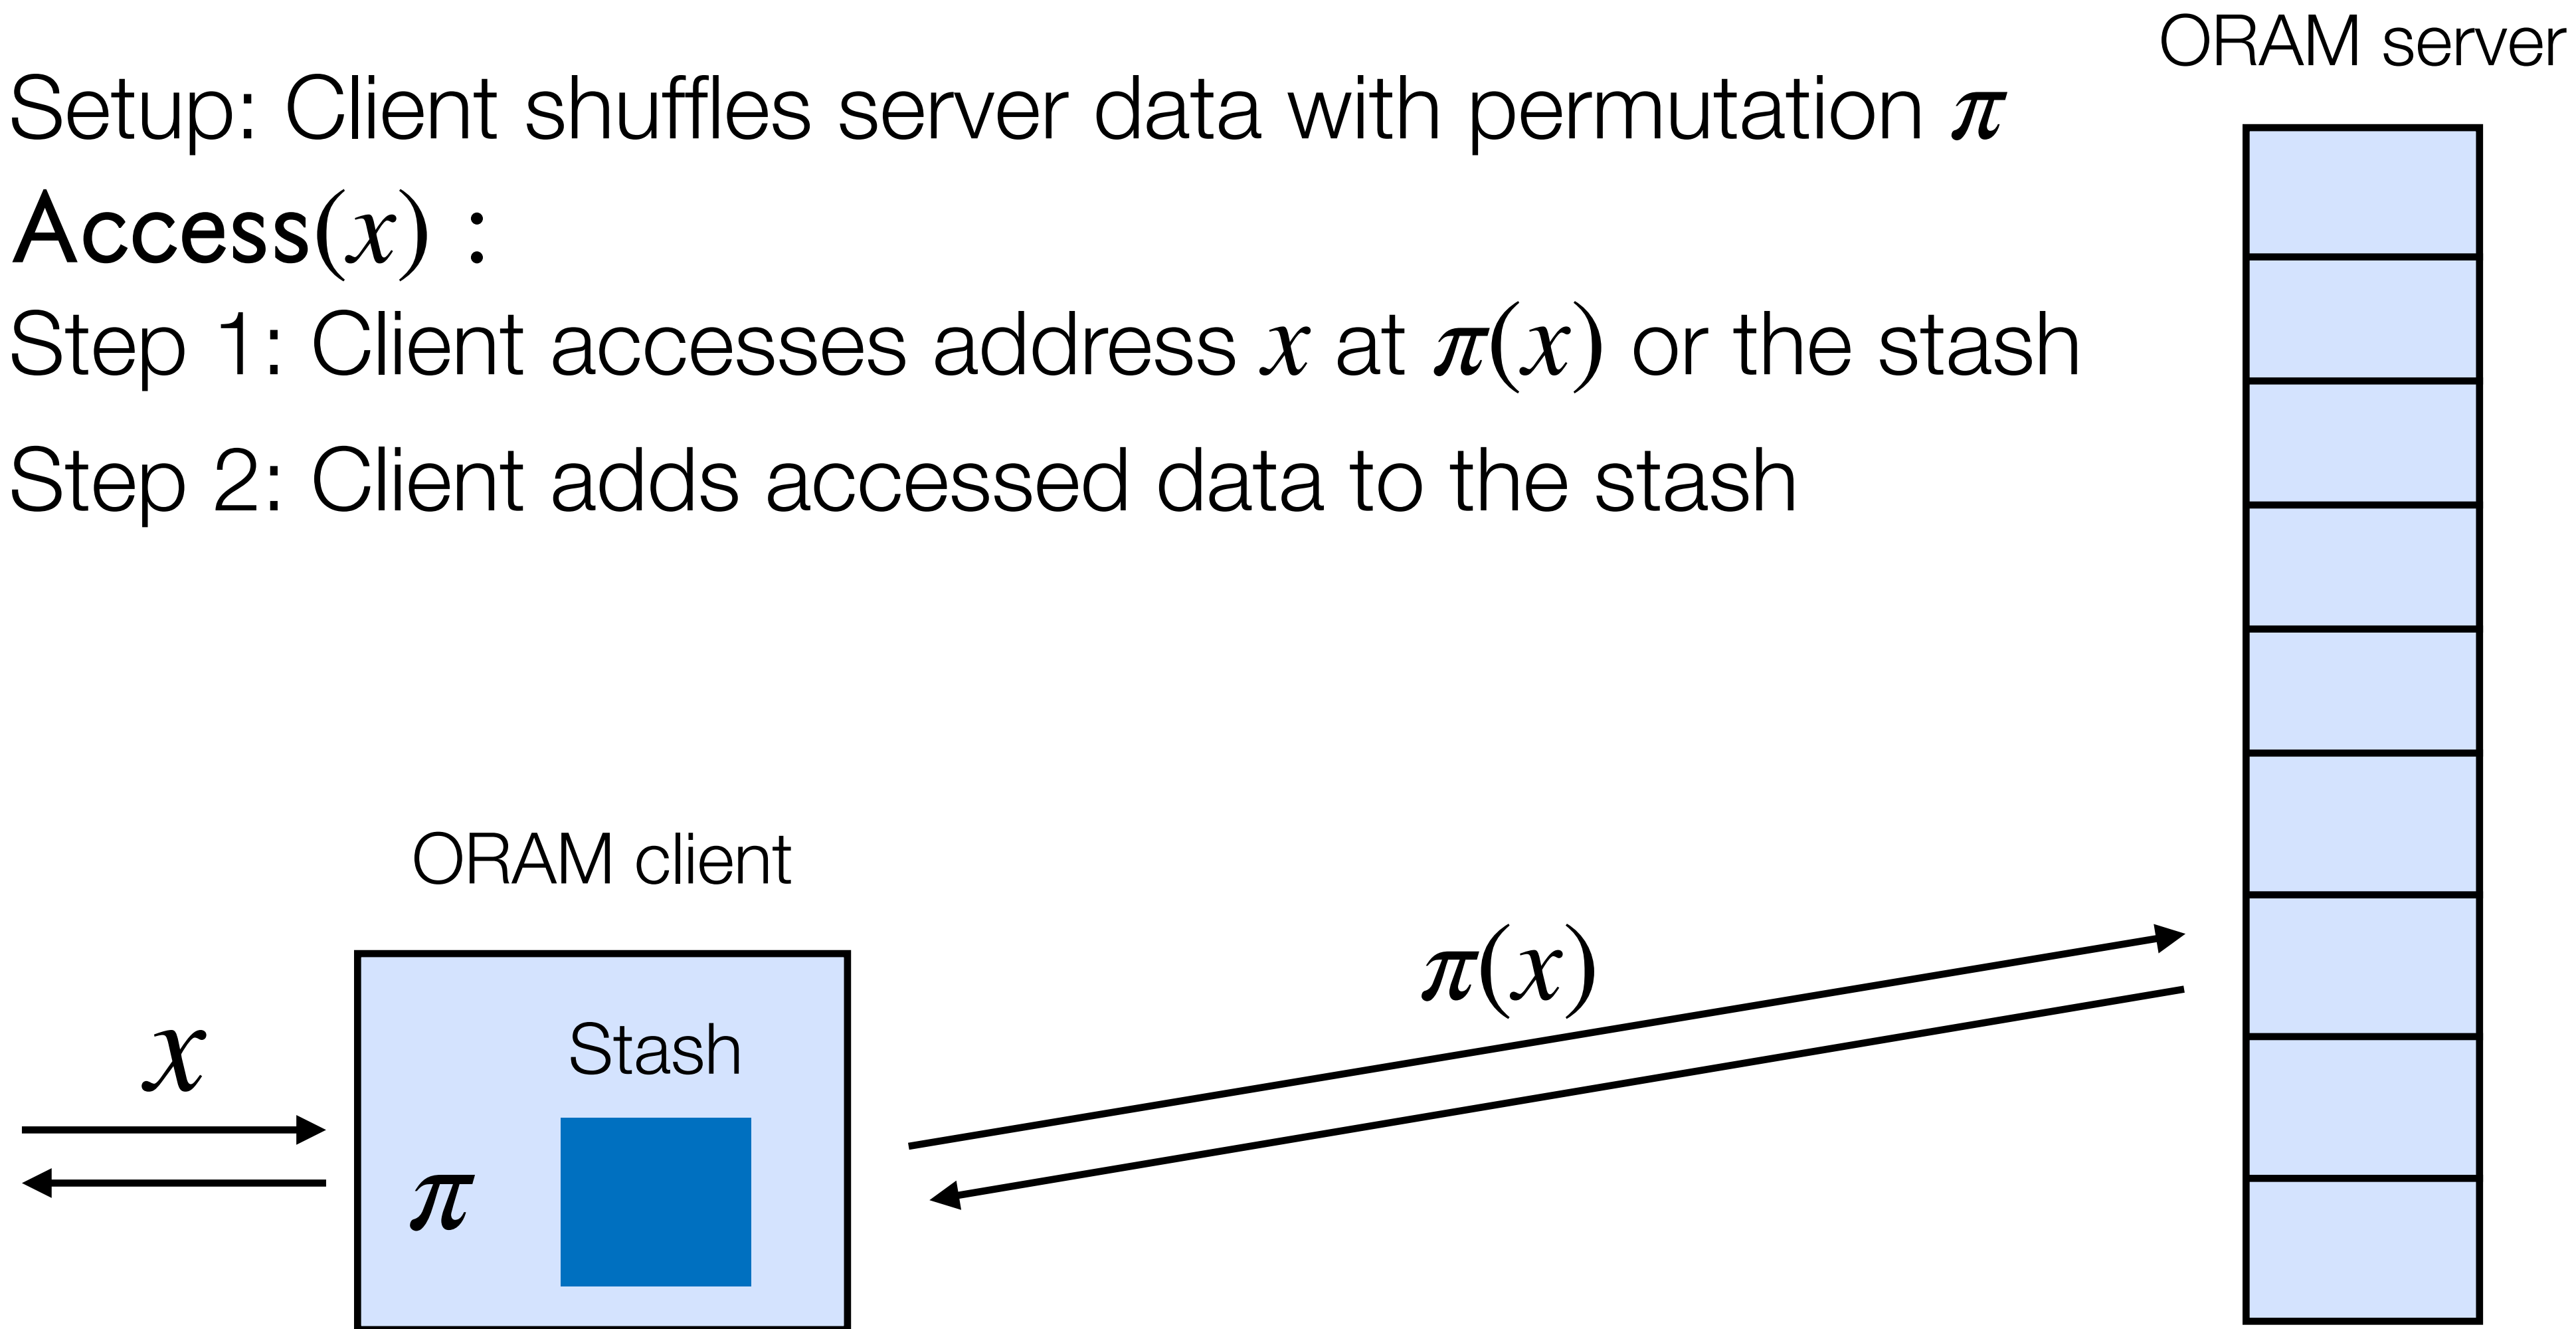 ORAM server
Setup: Client shuffles server data with permutation π
Access(x) :
Step 1: Client accesses address x at π(x) or the stash
Step 2: Client adds accessed data to the stash
ORAM client
π(x)
x
Stash
π